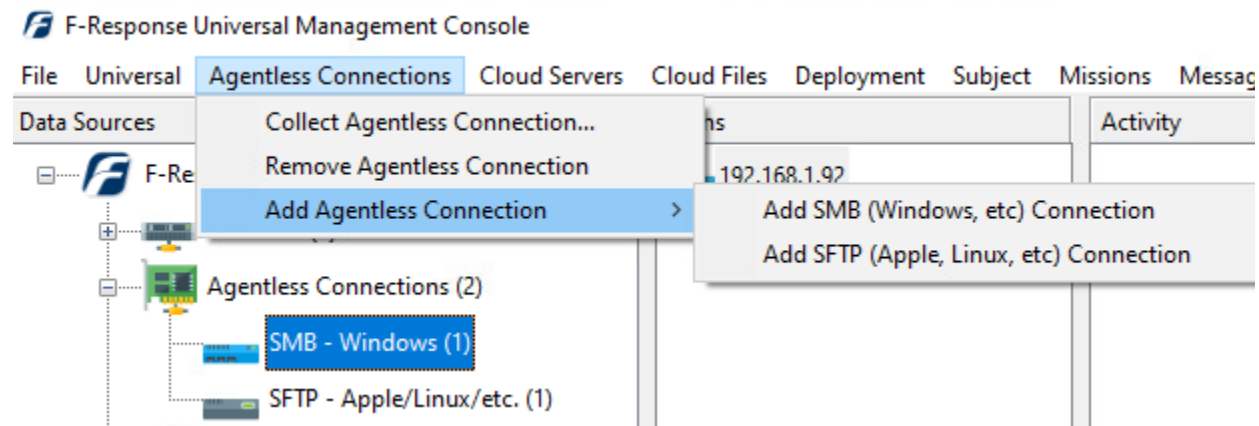 F-Response Universal Management Console
File Universal Agentless Connections Cloud Servers Cloud Files Deployment Subject Missions
Data Sources
Collect Agentless Connection...
Activity
Remove Agentless Connection
192.168.1.92
Add Agentless Connection
Add SMB (Windows, etc) Connection
Add SFTP (Apple, Linux, etc) Connection
Agentless Connections (2)
SMB - Windows (1)
SFTP - Apple/Linux/etc. (1)